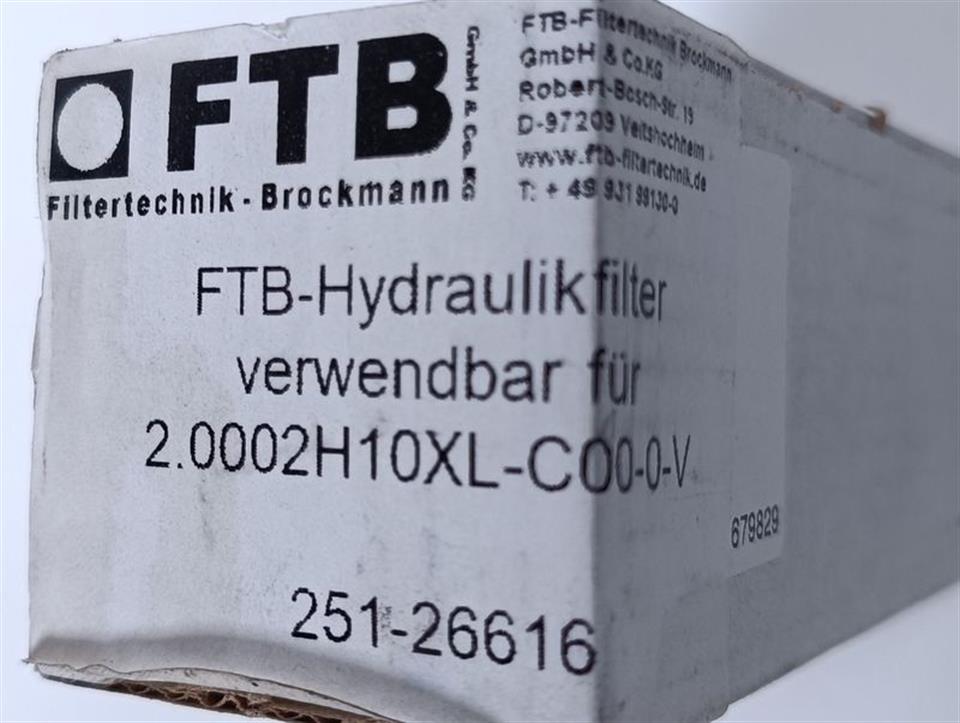 FTB
GmbH & Co. KG
Filtertechnik - Brockmann
FTB-Filtertechnik Brockmann
GmbH & Co.KG
Robert-Bosch-Str. 19
D-97209 Veitshöchheim
www.ftb-filtertechnik.de
T: + 49 931 99130-0
FTB-Hydraulikfilter
verwendbar für
2.0002H10XL-C00-0-V
679829
251-26616